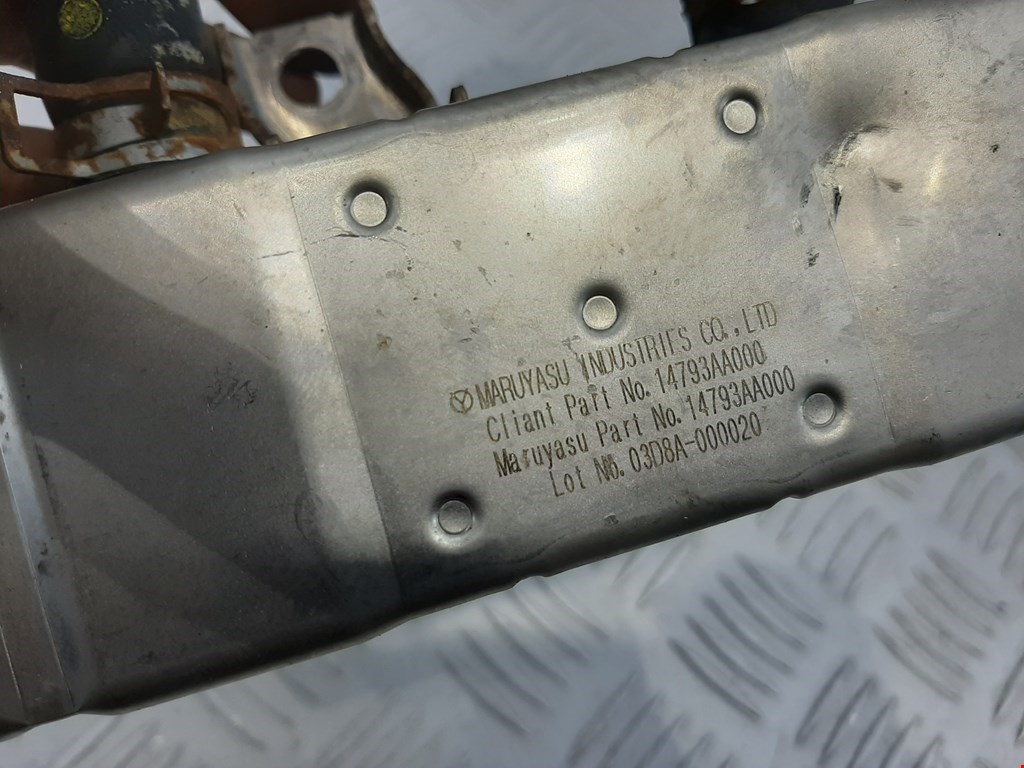 MARUYASU INDUSTRIES CO.,LTD
Cliant Part No. 14793AA000
Maruyasu Part No. 14793AA000
Lot No. 03D8A-000020